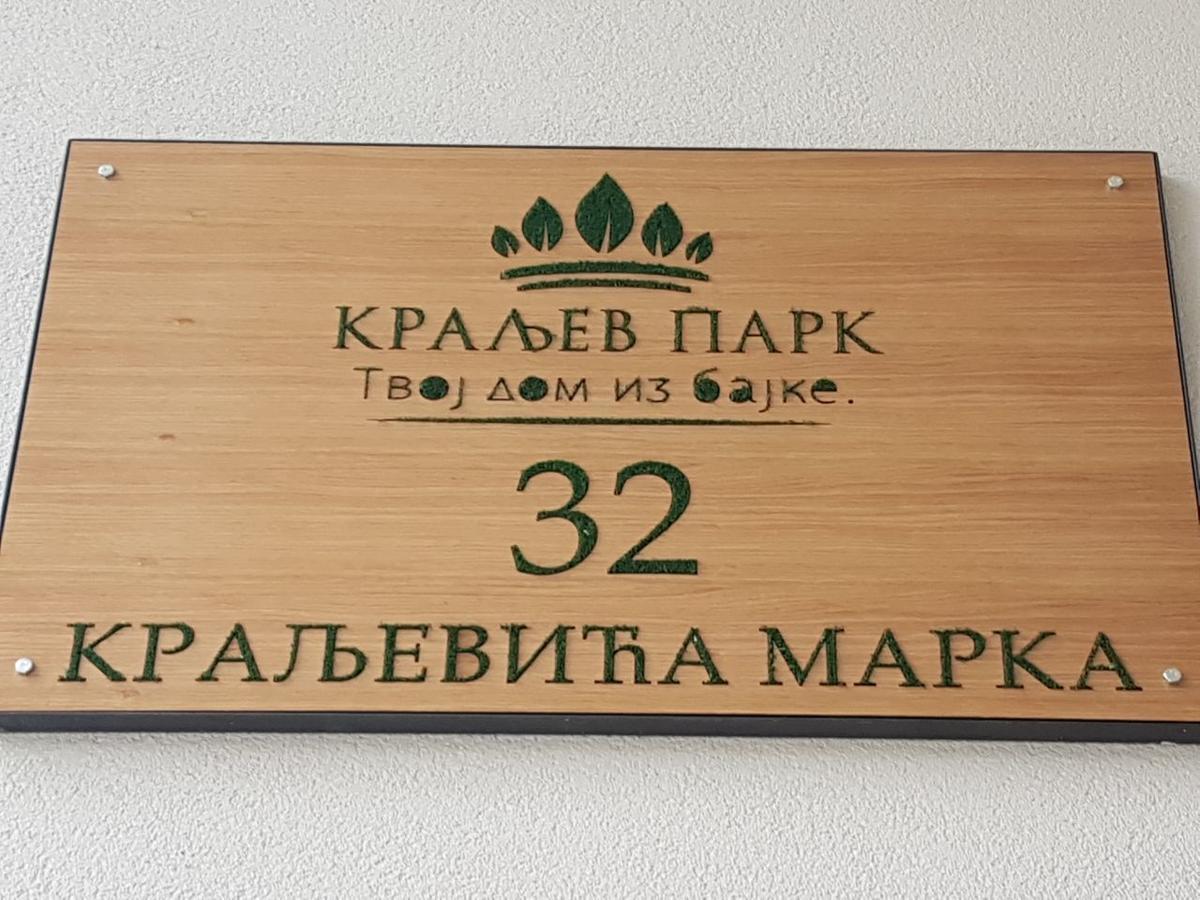 КРАЉЕВ ПАРК
Твој дом из бајке.
32
КРАЉЕВИЋА МАРКА